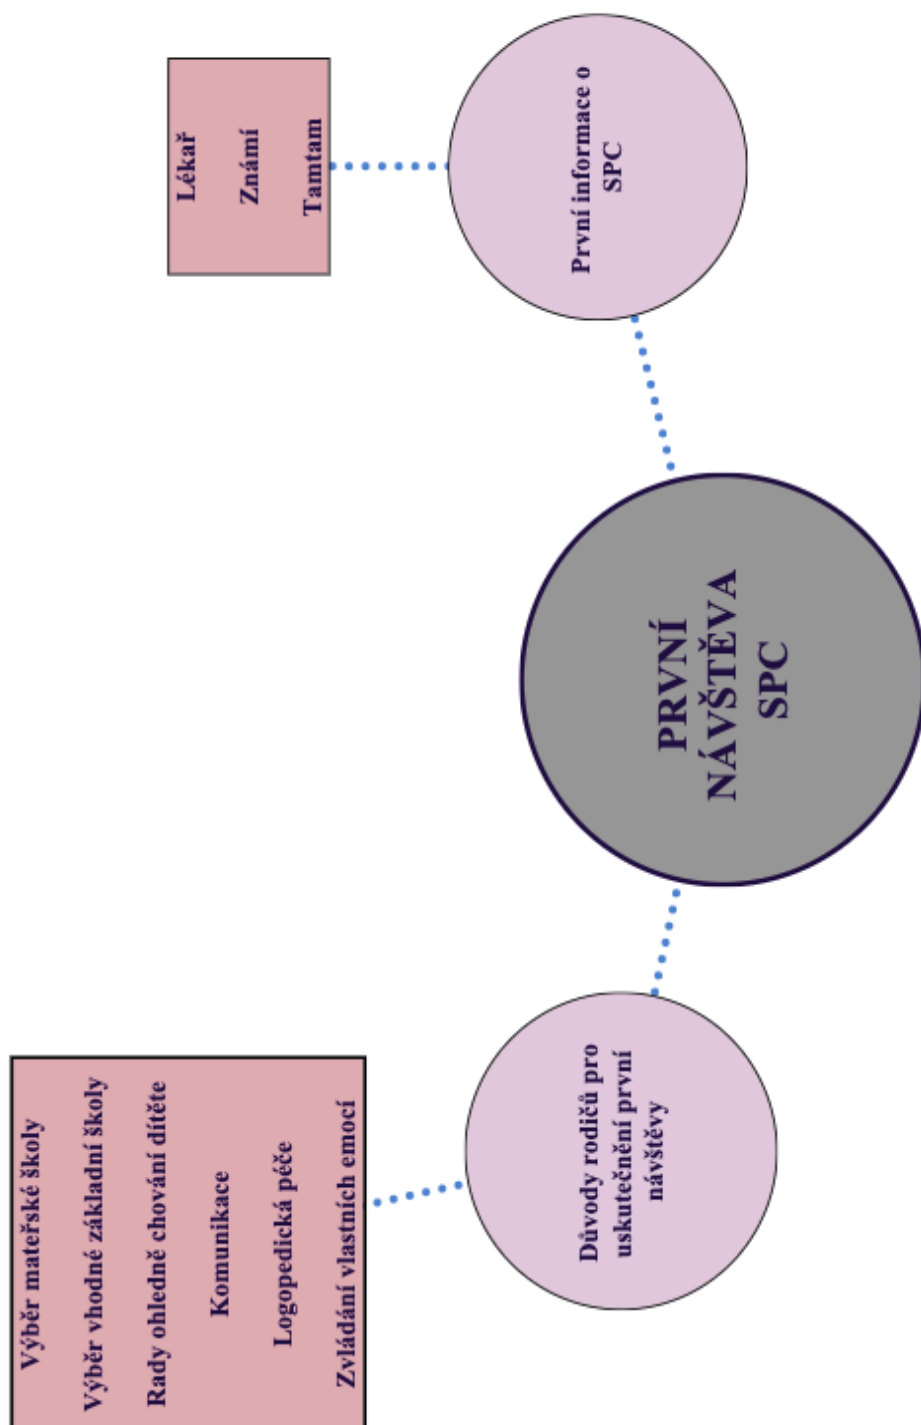 Výběr mateřské školy
Výběr vhodné základní školy
Rady ohledně chování dítěte
Komunikace
Logopedická péče
Zvládání vlastních emocí
Lékař
Známí
Tamtam
Důvody rodičů pro
uskutečnění první
návštěvy
První informace o
SPC
PRVNÍ
NÁVŠTĚVA
SPC